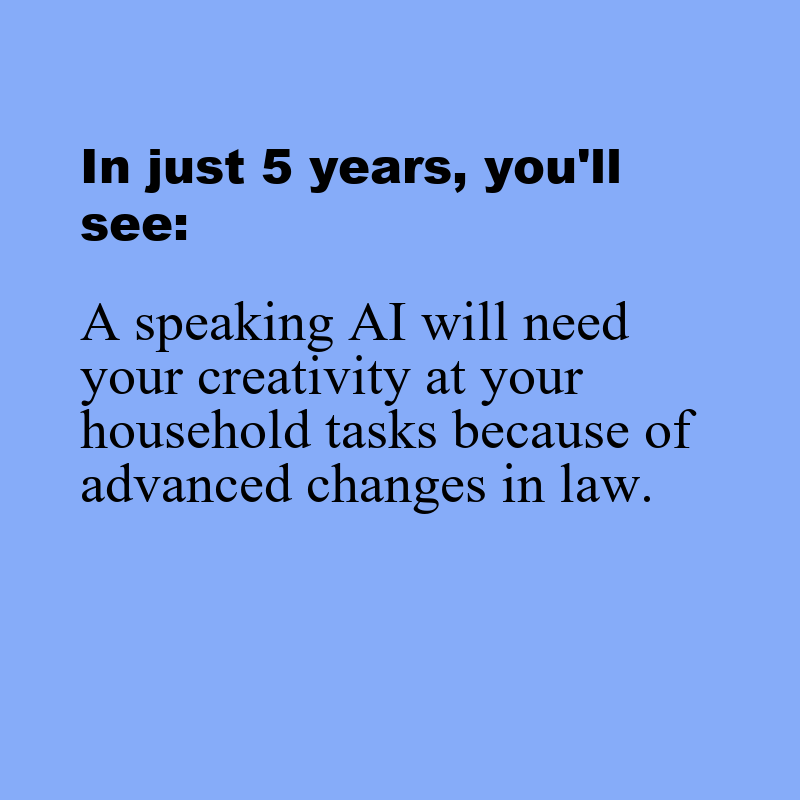 In just 5 years, you'll
see:
A speaking AI will need
your creativity at your
household tasks because of
advanced changes in law.